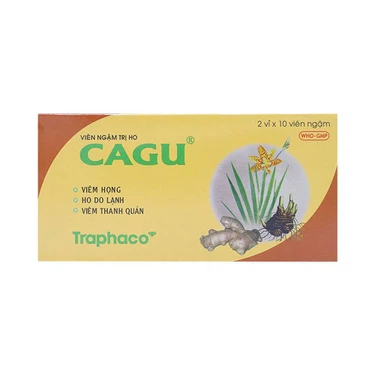 2 vỉ x 10 viên ngậm
WHO-GMP
VIÊN NGẬM TRỊ HO
CAGU®
VIÊM HỌNG
HO DO LẠNH
VIÊM THANH QUẢN
Traphaco